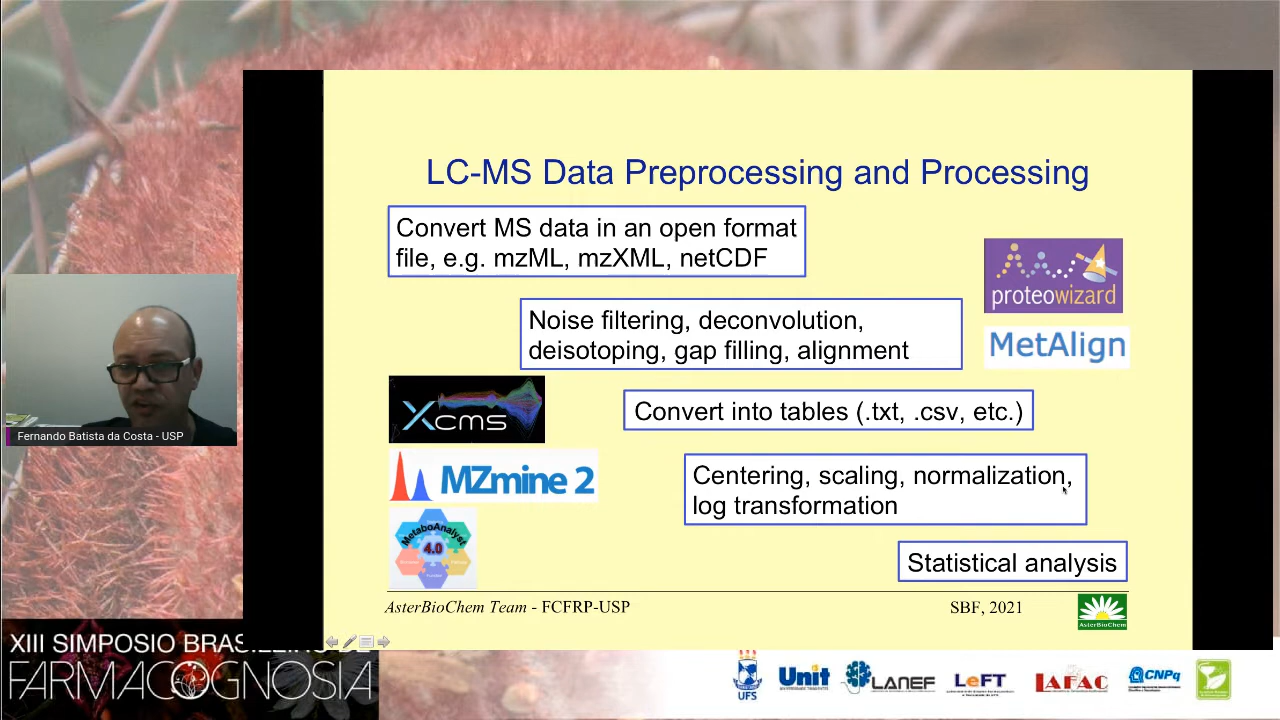 LC-MS Data Preprocessing and Processing
Convert MS data in an open format
file, e.g. mzML, mzXML, netCDF
proteowizard
Noise filtering, deconvolution,
deisotoping, gap filling, alignment
MetAlign
Xcms
Convert into tables (.txt, .csv, etc.)
MZmine 2
Centering, scaling, normalization,
log transformation
MetaboAnalyst
4.0
Statistical analysis
AsterBioChem Team - FCFRP-USP
SBF, 2021
AsterBioChem
Fernando Batista da Costa - USP
XIII SIMPOSIO BRAS
FARMACOGNOSIA
UFS
Unit
LANEF
LeFT
LAFAC
CNPq